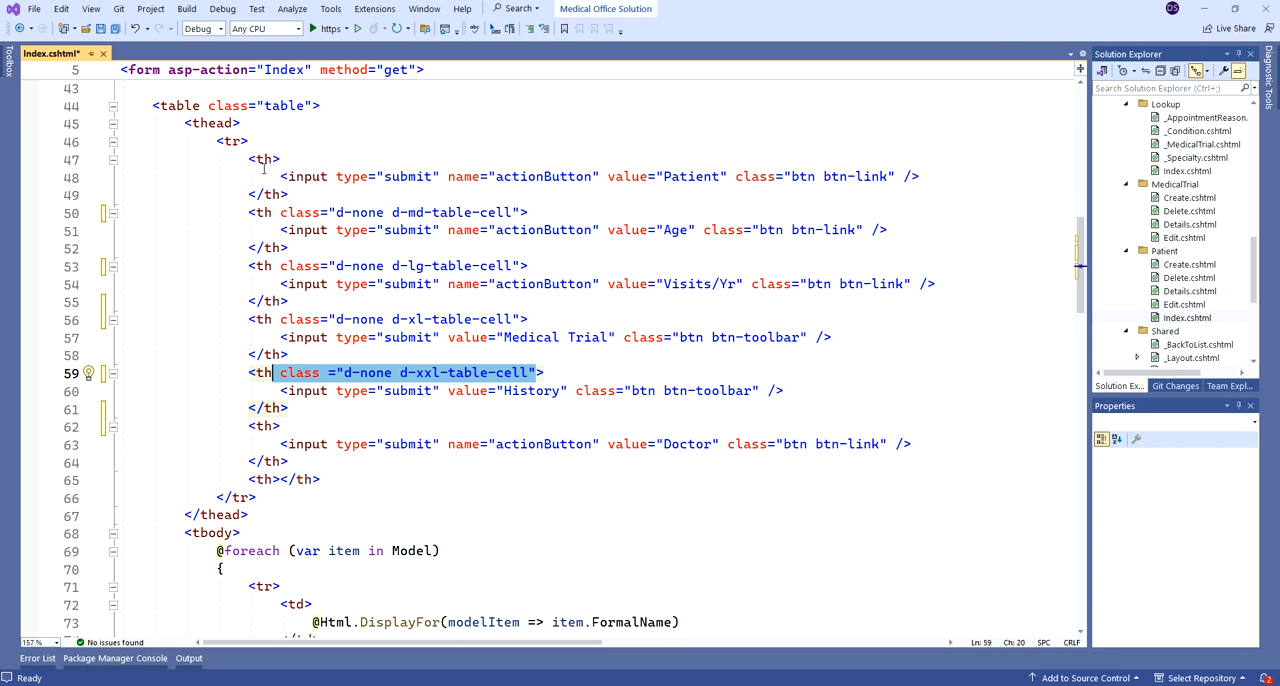 File Edit View Git Project Build Debug Test Analyze Tools Extensions Window Help Search Medical Office Solution DS
Debug Any CPU https Live Share
Index.cshtml*
Toolbox
5 <form asp-action="Index" method="get">
43
44 <table class="table">
45 <thead>
46 <tr>
47 <th>
48 <input type="submit" name="actionButton" value="Patient" class="btn btn-link" />
49 </th>
50 <th class="d-none d-md-table-cell">
51 <input type="submit" name="actionButton" value="Age" class="btn btn-link" />
52 </th>
53 <th class="d-none d-lg-table-cell">
54 <input type="submit" name="actionButton" value="Visits/Yr" class="btn btn-link" />
55 </th>
56 <th class="d-none d-xl-table-cell">
57 <input type="submit" value="Medical Trial" class="btn btn-toolbar" />
58 </th>
59 <th class ="d-none d-xxl-table-cell">
60 <input type="submit" value="History" class="btn btn-toolbar" />
61 </th>
62 <th>
63 <input type="submit" name="actionButton" value="Doctor" class="btn btn-link" />
64 </th>
65 <th></th>
66 </tr>
67 </thead>
68 <tbody>
69 @foreach (var item in Model)
70 {
71 <tr>
72 <td>
73 @Html.DisplayFor(modelItem => item.FormalName)
157 % No issues found Ln: 59 Ch: 20 SPC CRLF
Solution Explorer
Search Solution Explorer (Ctrl+;)
Lookup
_AppointmentReason.
_Condition.cshtml
_MedicalTrial.cshtml
_Specialty.cshtml
Index.cshtml
MedicalTrial
Create.cshtml
Delete.cshtml
Details.cshtml
Edit.cshtml
Patient
Create.cshtml
Delete.cshtml
Details.cshtml
Edit.cshtml
Index.cshtml
Shared
_BackToList.cshtml
_Layout.cshtml
Solution Ex... Git Changes Team Expl...
Properties
Diagnostic Tools
Error List Package Manager Console Output
Ready Add to Source Control Select Repository 2